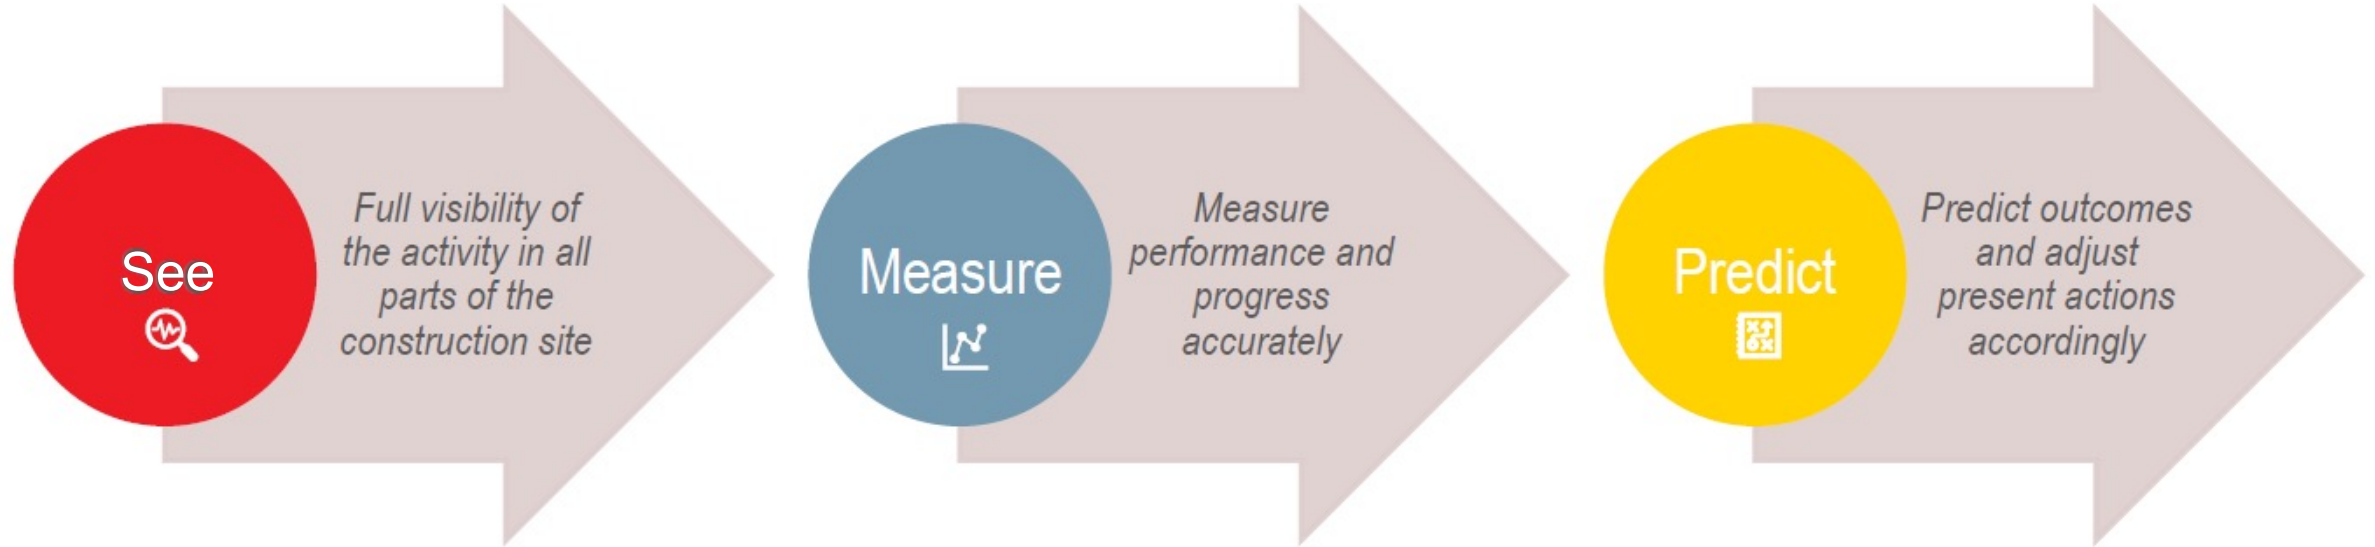 See
Full visibility of
the activity in all
parts of the
construction site
Measure
Measure
performance and
progress
accurately
Predict
Predict outcomes
and adjust
present actions
accordingly